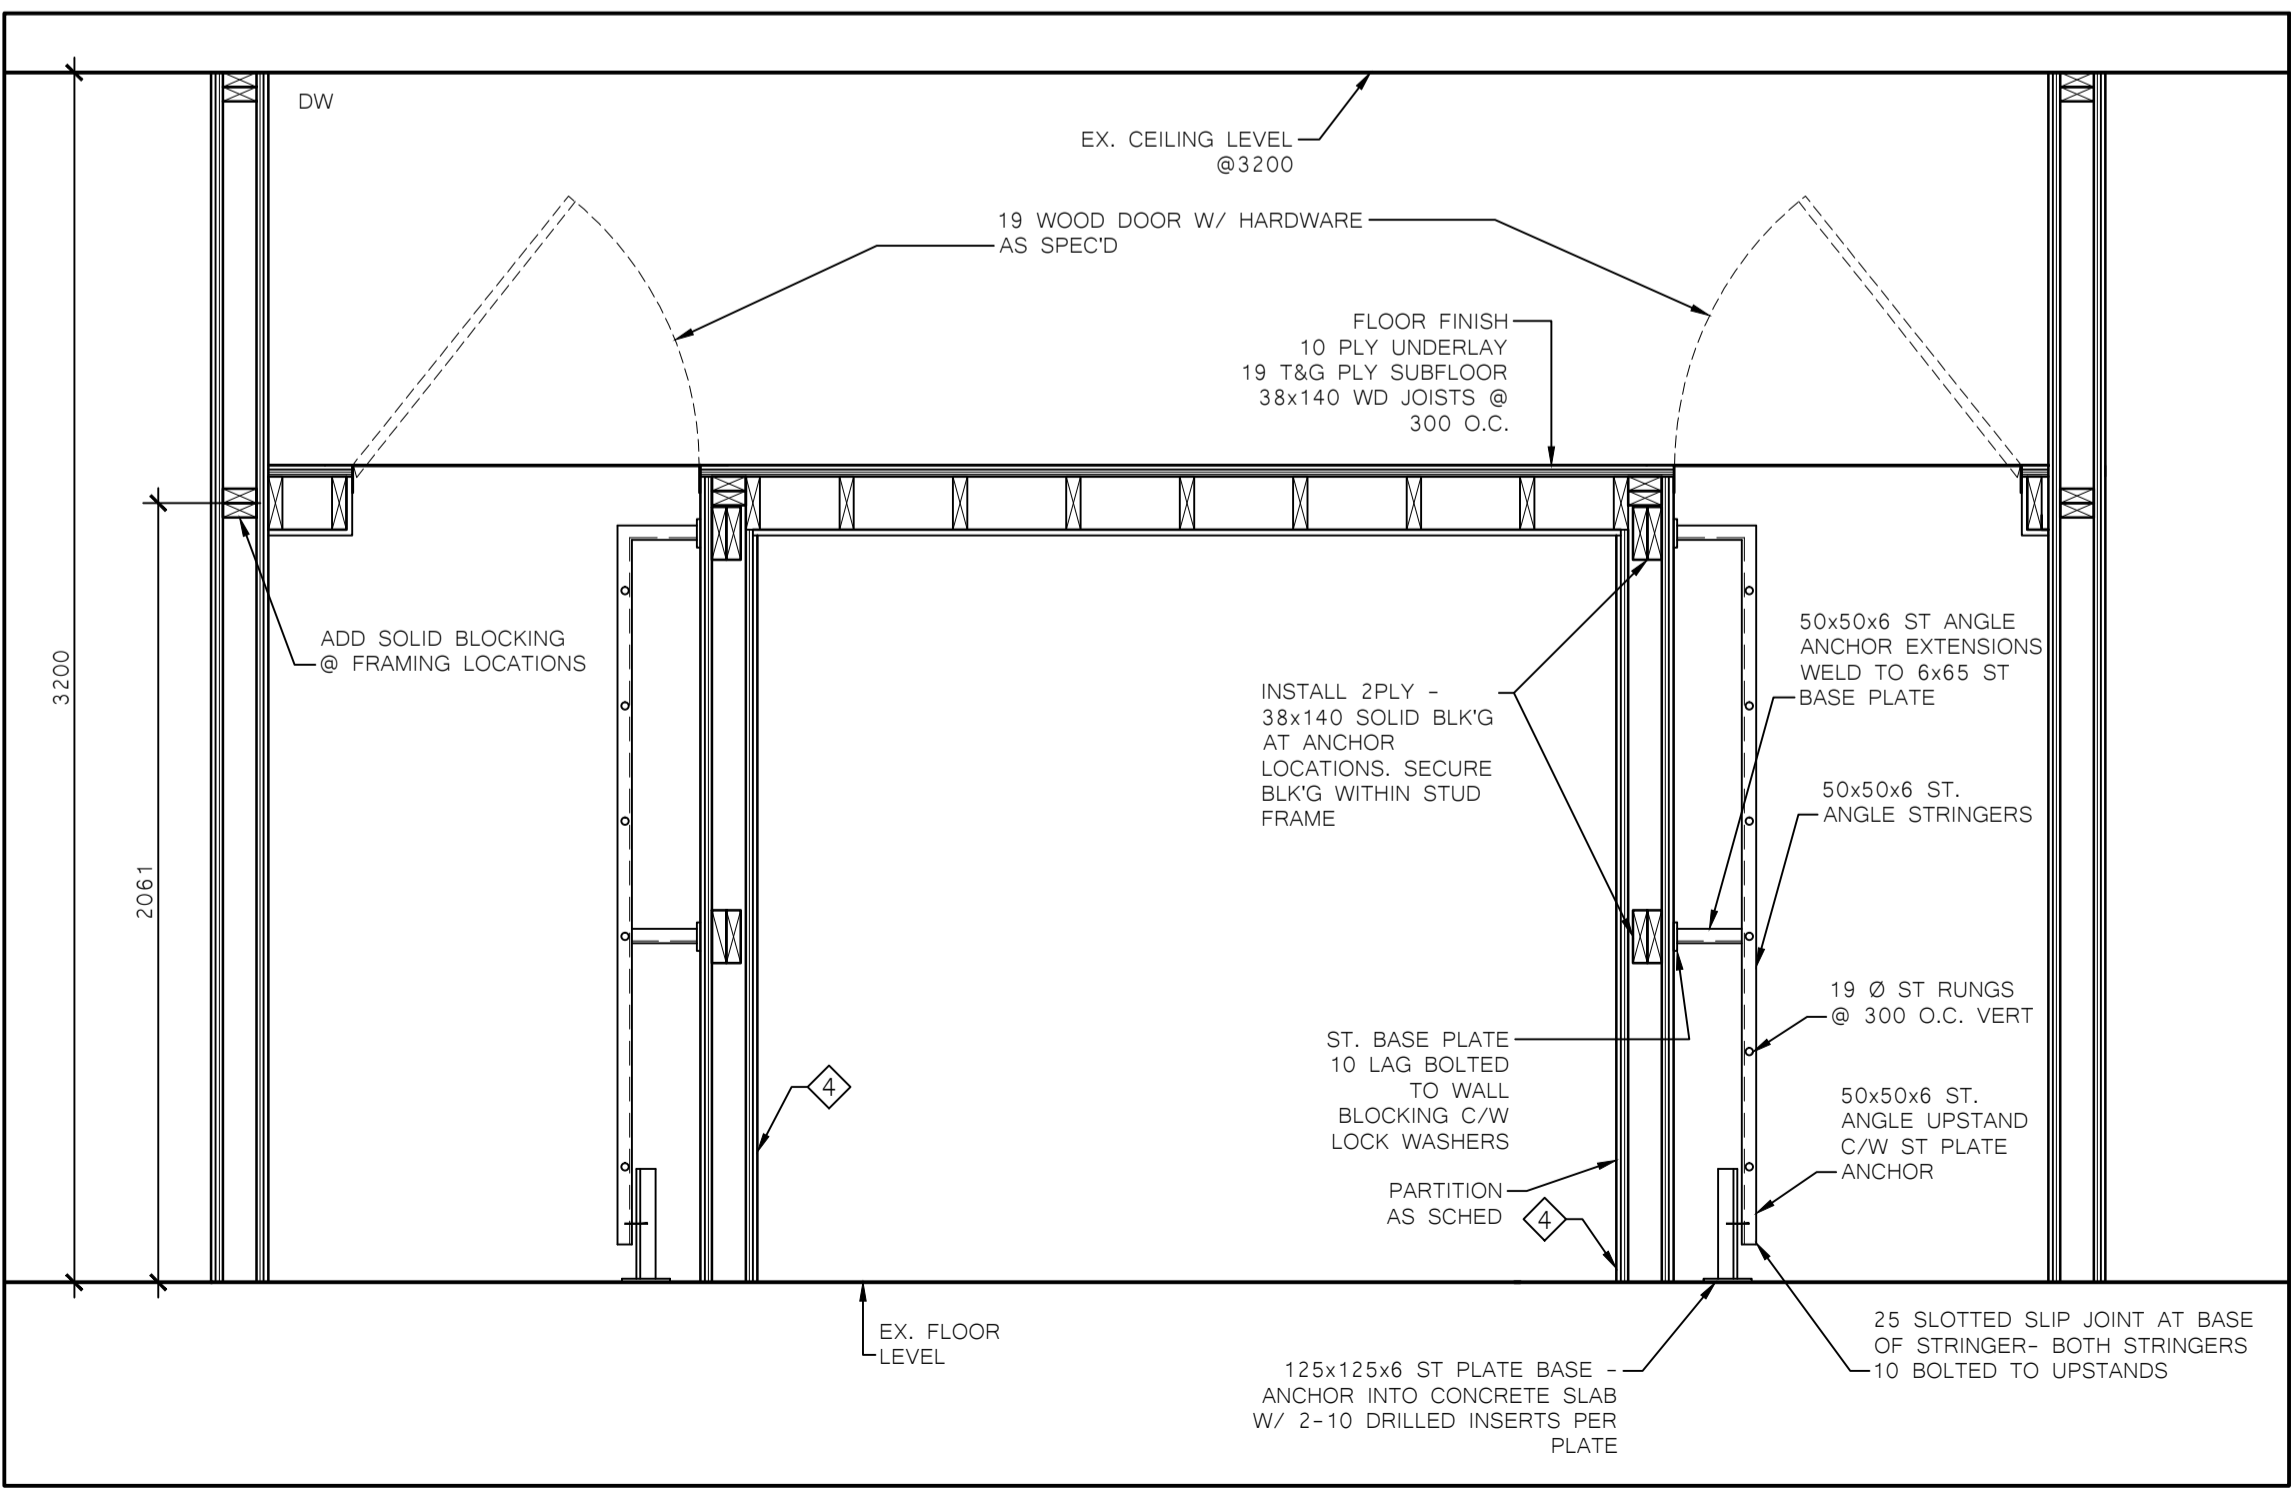 DW
EX. CEILING LEVEL
@3200
19 WOOD DOOR W/ HARDWARE
AS SPEC'D
FLOOR FINISH
10 PLY UNDERLAY
19 T&G PLY SUBFLOOR
38x140 WD JOISTS @
300 O.C.
ADD SOLID BLOCKING
@ FRAMING LOCATIONS
3200
2061
50x50x6 ST ANGLE
ANCHOR EXTENSIONS
WELD TO 6x65 ST
BASE PLATE
INSTALL 2PLY -
38x140 SOLID BLK'G
AT ANCHOR
LOCATIONS. SECURE
BLK'G WITHIN STUD
FRAME
50x50x6 ST.
ANGLE STRINGERS
19 Ø ST RUNGS
@ 300 O.C. VERT
ST. BASE PLATE
10 LAG BOLTED
TO WALL
BLOCKING C/W
LOCK WASHERS
4
50x50x6 ST.
ANGLE UPSTAND
C/W ST PLATE
ANCHOR
PARTITION
AS SCHED
4
EX. FLOOR
LEVEL
25 SLOTTED SLIP JOINT AT BASE
OF STRINGER- BOTH STRINGERS
10 BOLTED TO UPSTANDS
125x125x6 ST PLATE BASE -
ANCHOR INTO CONCRETE SLAB
W/ 2-10 DRILLED INSERTS PER
PLATE